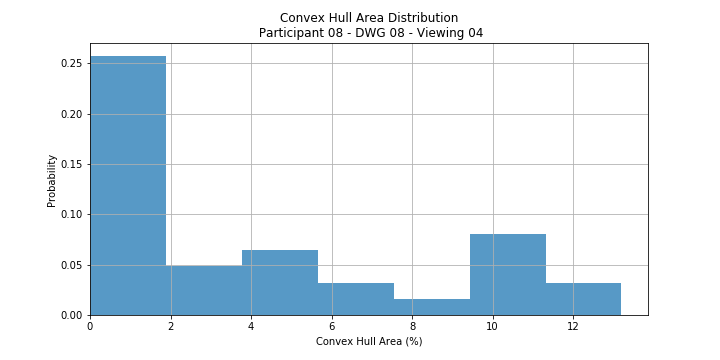 Convex Hull Area Distribution
Participant 08 - DWG 08 - Viewing 04
0.25
0.20
0.15
0.10
0.05
0.00
Probability
0 2 4 6 8 10 12
Convex Hull Area (%)